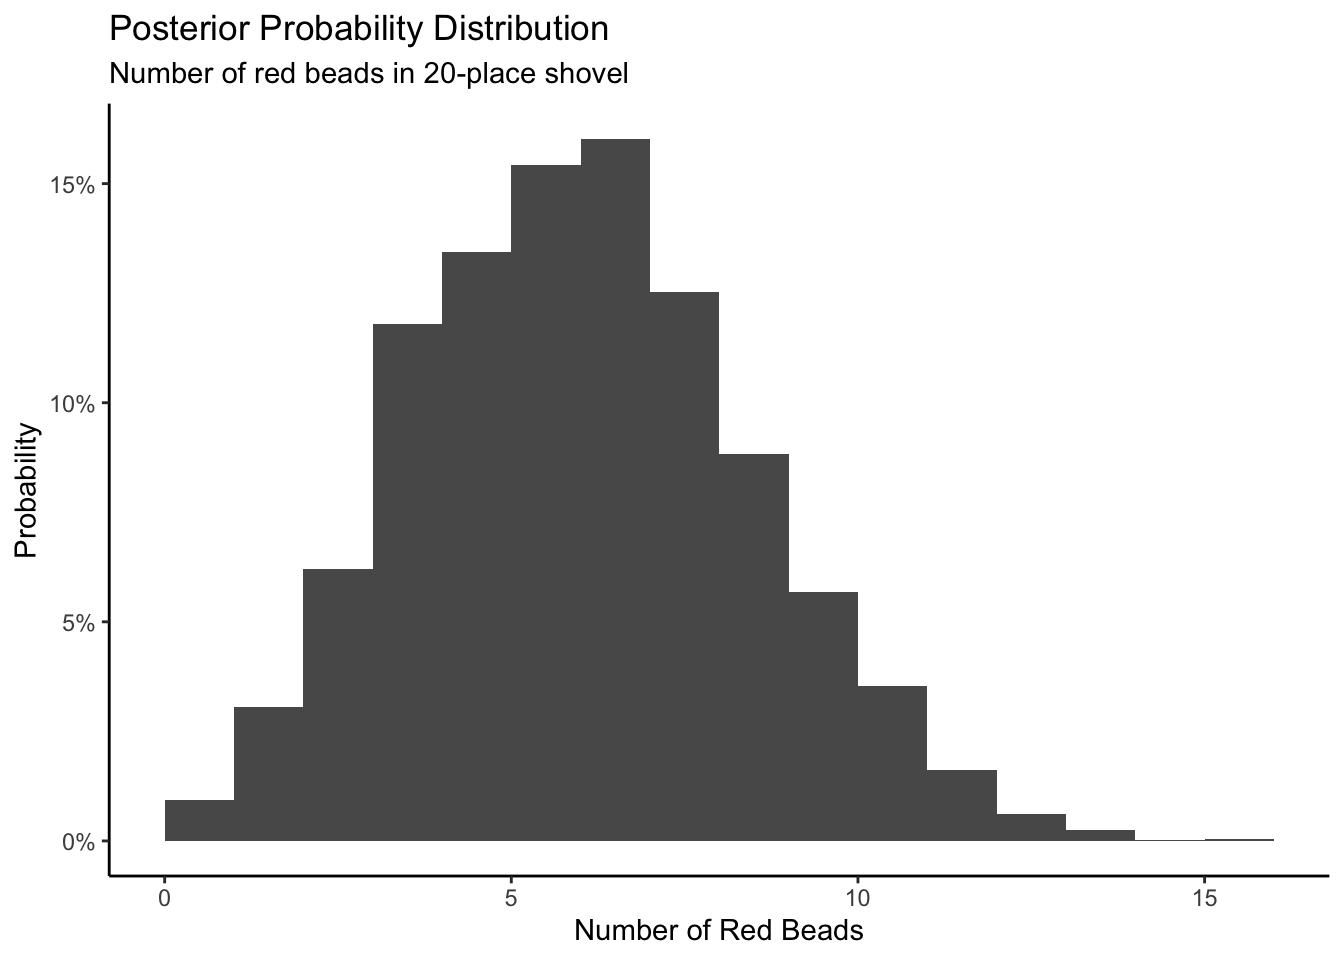 Posterior Probability Distribution
Number of red beads in 20-place shovel
Probability
15%
10%
5%
0%
0 5 10 15
Number of Red Beads